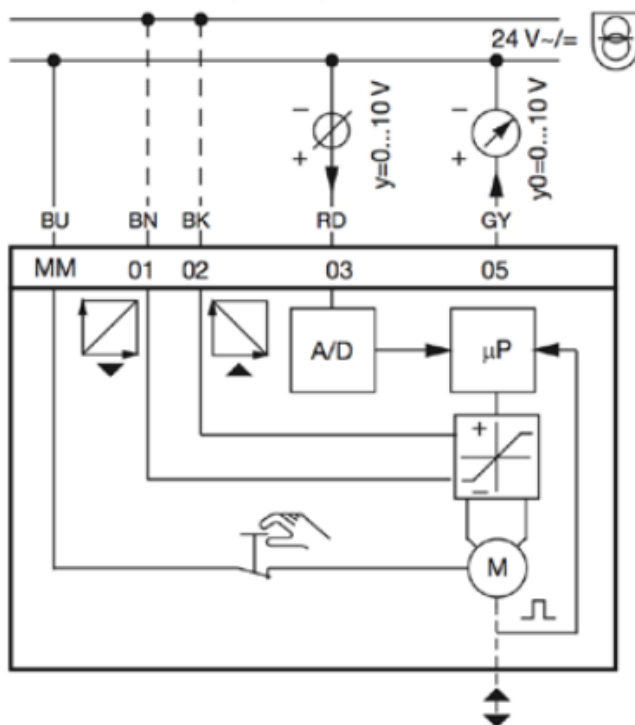 24 V~/=
y=0...10 V
y0=0...10 V
− −
+ +
BU BN BK RD GY
MM 01 02 03 05
A/D µP
+
−
M